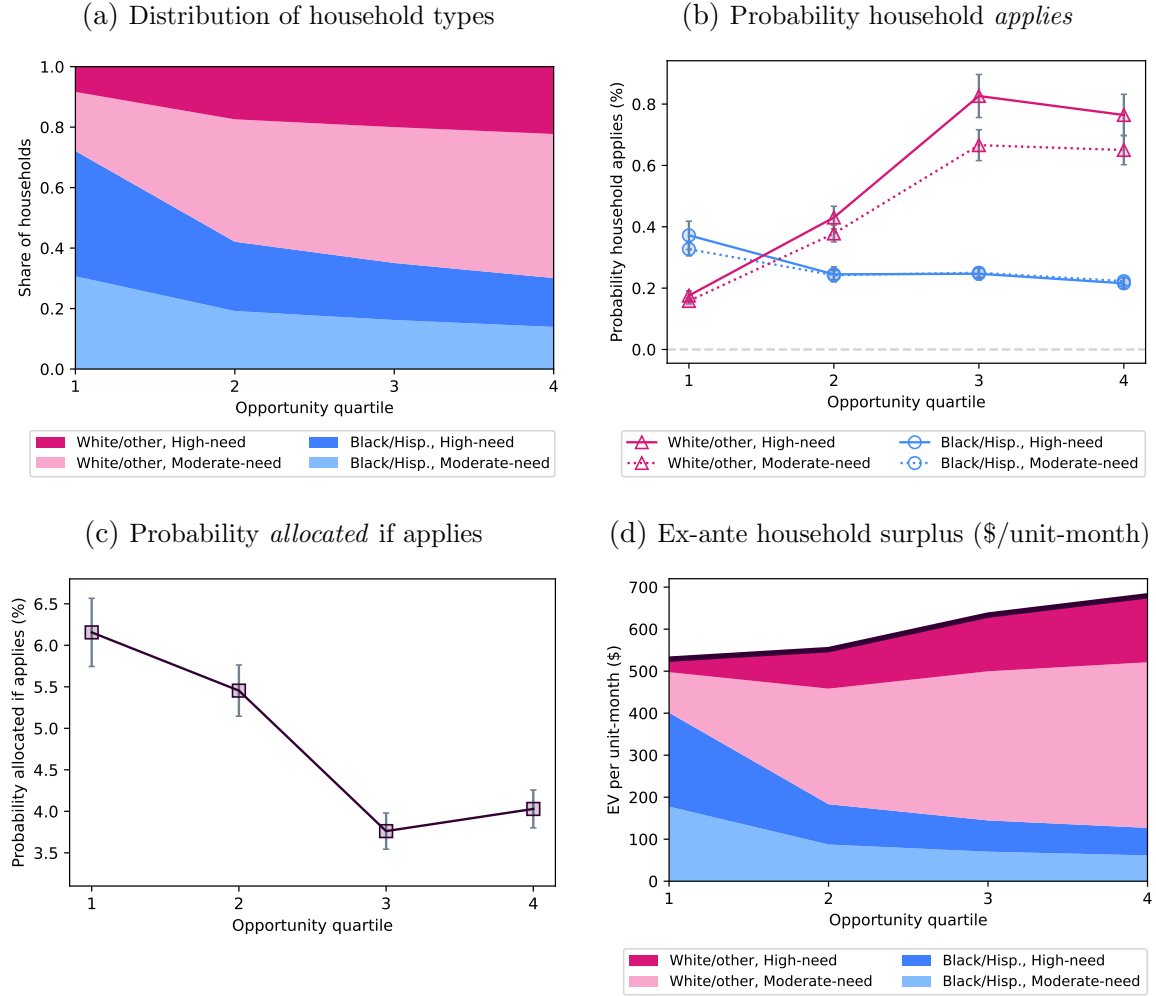 (a) Distribution of household types
Share of households
1.0
0.8
0.6
0.4
0.2
0.0
1 2 3 4
Opportunity quartile
White/other, High-need Black/Hisp., High-need
White/other, Moderate-need Black/Hisp., Moderate-need
(b) Probability household applies
Probability household applies (%)
0.8
0.6
0.4
0.2
0.0
1 2 3 4
Opportunity quartile
White/other, High-need Black/Hisp., High-need
White/other, Moderate-need Black/Hisp., Moderate-need
(c) Probability allocated if applies
Probability allocated if applies (%)
6.5
6.0
5.5
5.0
4.5
4.0
3.5
1 2 3 4
Opportunity quartile
(d) Ex-ante household surplus ($/unit-month)
EV per unit-month ($)
700
600
500
400
300
200
100
0
1 2 3 4
Opportunity quartile
White/other, High-need Black/Hisp., High-need
White/other, Moderate-need Black/Hisp., Moderate-need